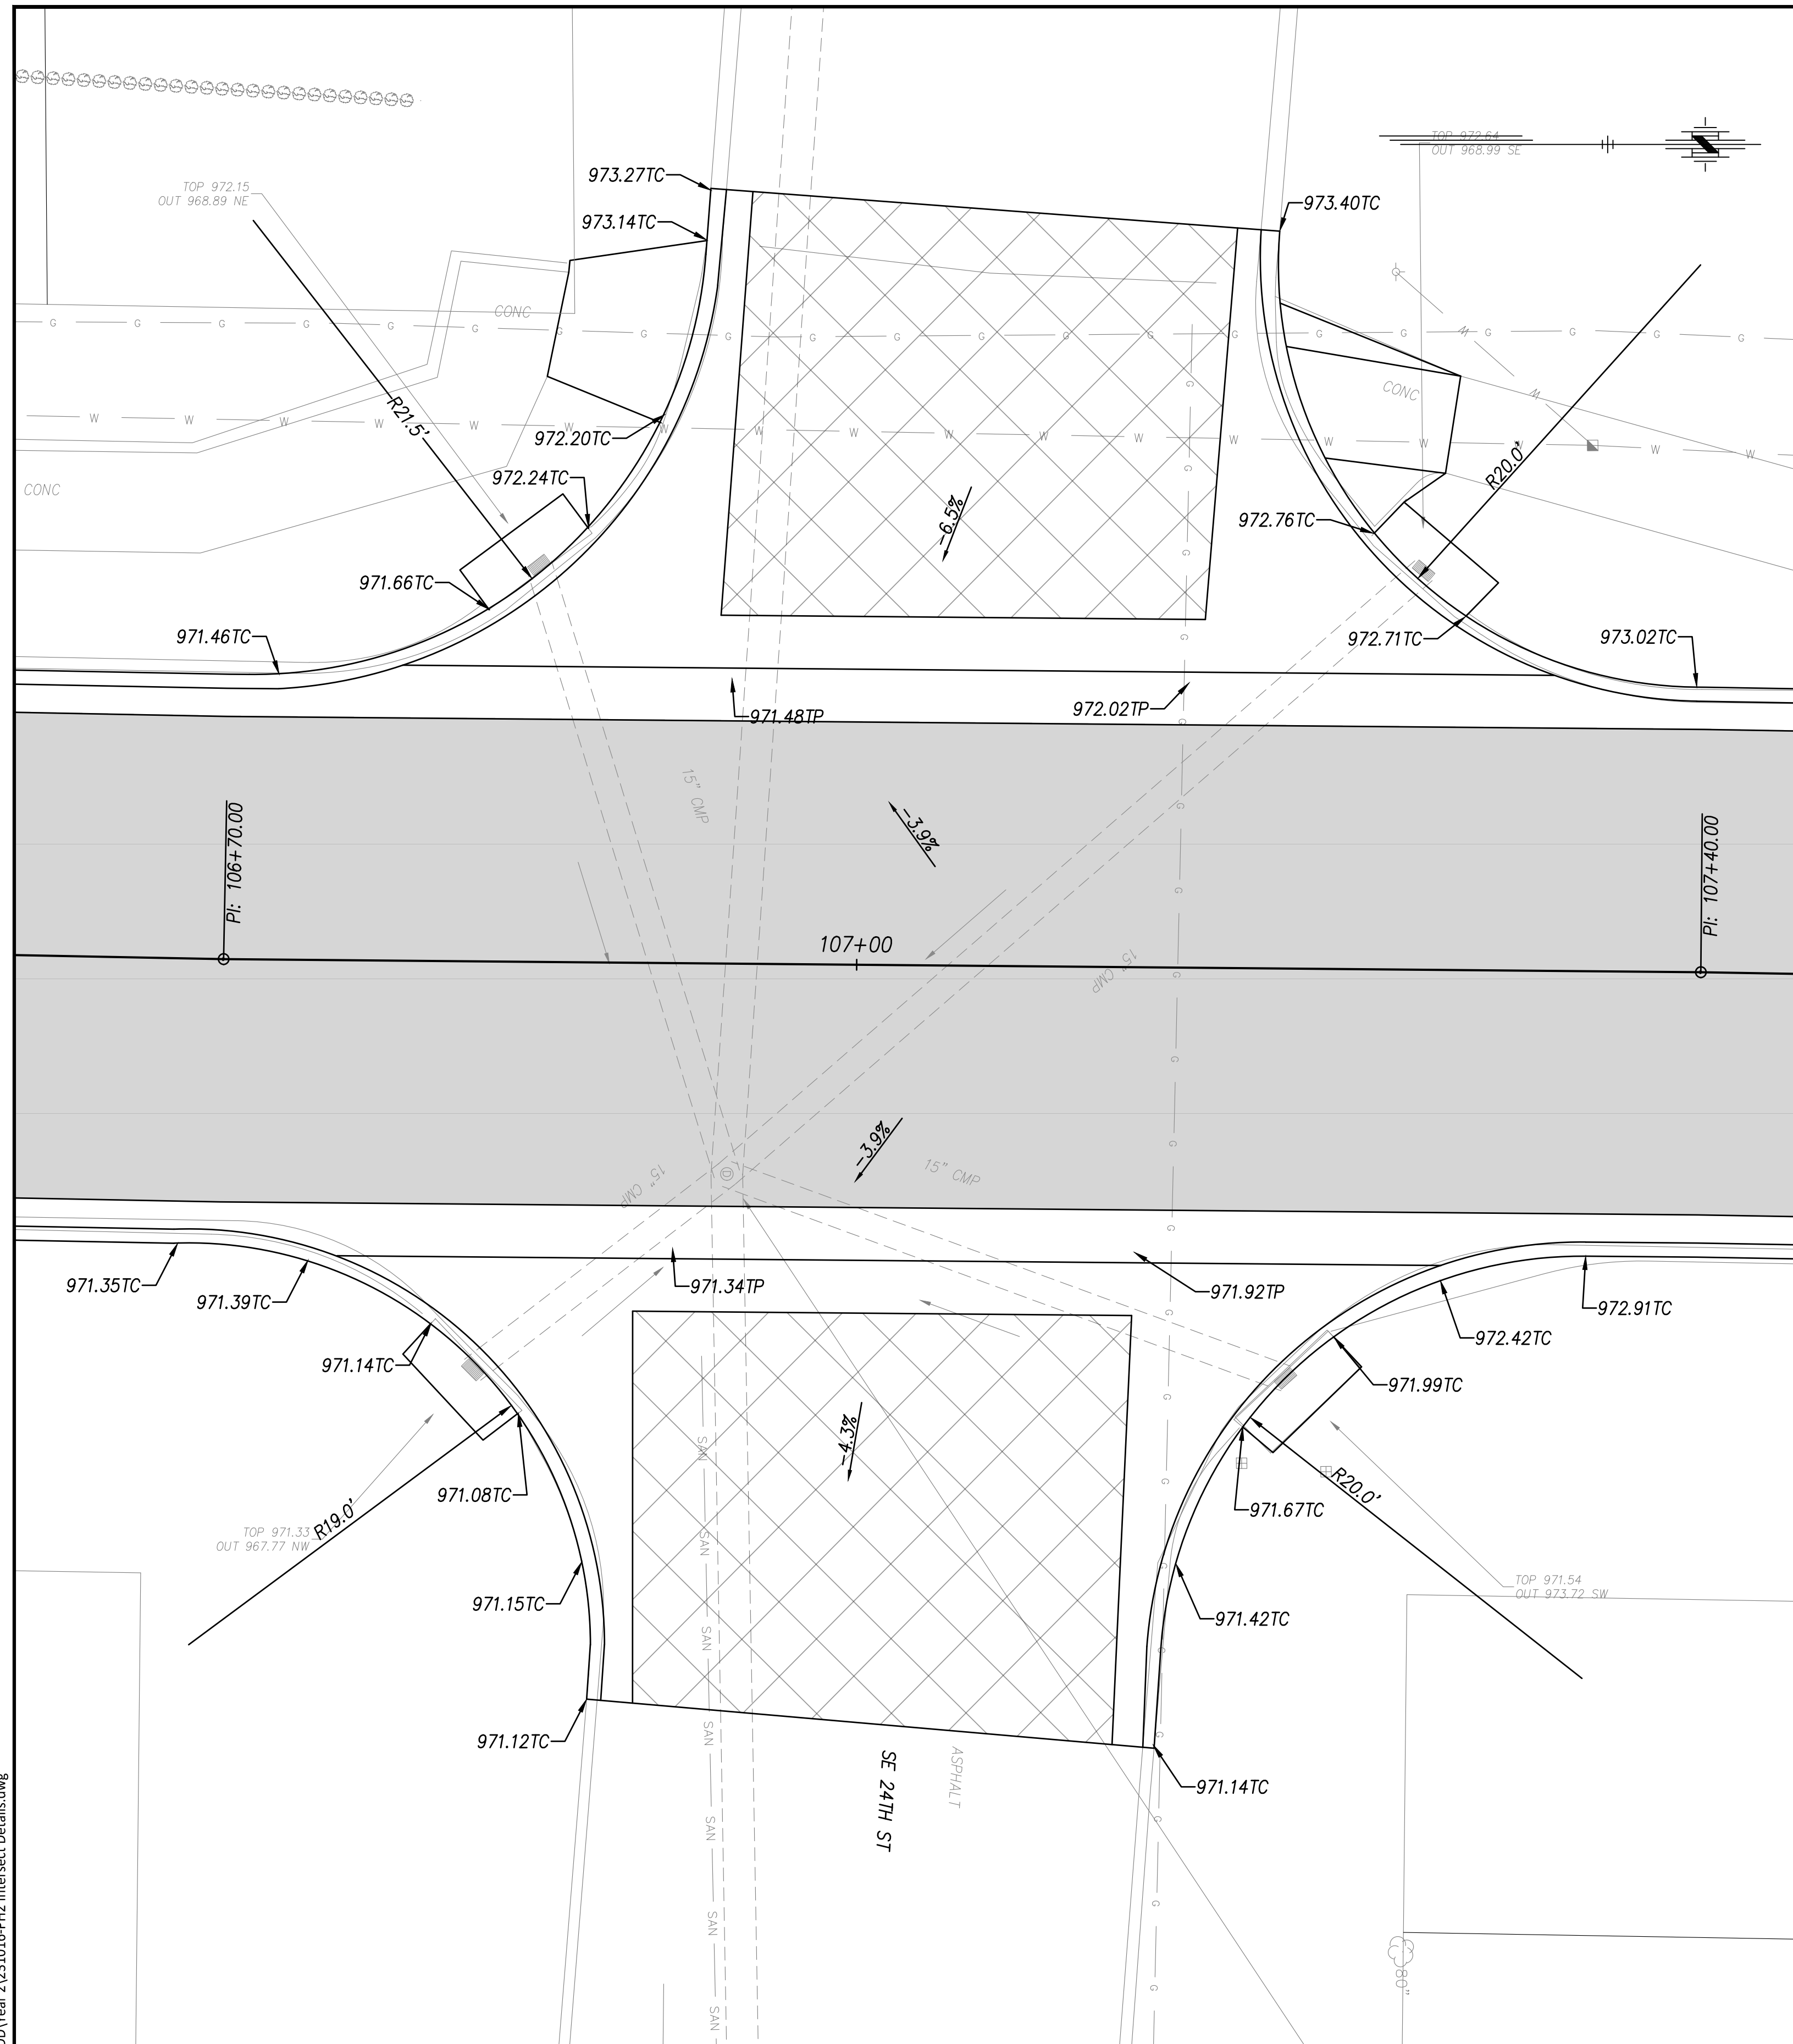 TOP 972.64
OUT 968.99 SE
973.27TC
TOP 972.15
OUT 968.89 NE
973.40TC
973.14TC
CONC
G G G G G G G G G G G G G G G G G G G G G
W
W
CONC
R21.5'
W W W W W W W W W W W W W W W W W W W
972.20TC
R20.0'
972.24TC
CONC
-6.5%
972.76TC
971.66TC
971.46TC
972.71TC
973.02TC
971.48TP
972.02TP
15" CMP
-3.9%
PI: 106+70.00
PI: 107+40.00
107+00
15" CMP
-3.9%
15" CMP
D
15" CMP
971.35TC
971.39TC
971.34TP
971.92TP
972.91TC
972.42TC
971.14TC
971.99TC
-4.3%
SAN
971.08TC
R20.0'
971.67TC
R19.0'
TOP 971.33
OUT 967.77 NW
SAN
TOP 971.54
OUT 973.72 SW
971.15TC
971.42TC
SAN
971.12TC
SAN
SE 24TH ST
ASPHALT
971.14TC
SAN
SAN
SAN
80"